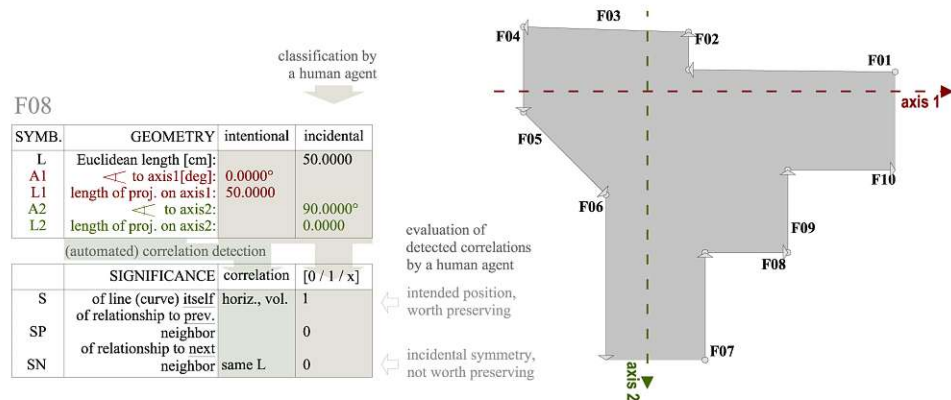 classification by
a human agent
F08
SYMB. GEOMETRY intentional incidental
L Euclidean length [cm]: 50.0000
A1 to axis1[deg]: 0.0000°
L1 length of proj. on axis1: 50.0000
A2 to axis2: 90.0000°
L2 length of proj. on axis2: 0.0000
(automated) correlation detection
SIGNIFICANCE correlation [0 / 1 / x]
S of line (curve) itself horiz., vol. 1
of relationship to prev.
SP neighbor 0
of relationship to next
SN neighbor same L 0
evaluation of
detected correlations
by a human agent
intended position,
worth preserving
incidental symmetry,
not worth preserving
F03
F04
F02
F01
axis 1
F05
F10
F06
F09
F08
F07
axis 2